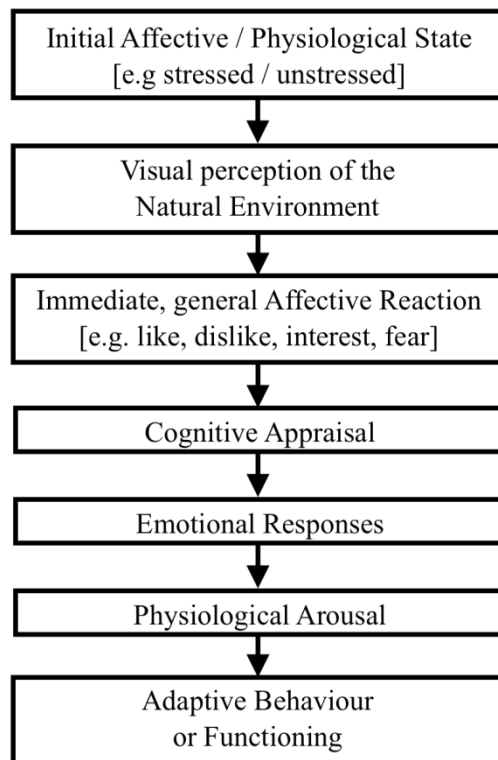 Initial Affective / Physiological State
[e.g stressed / unstressed]
Visual perception of the
Natural Environment
Immediate, general Affective Reaction
[e.g. like, dislike, interest, fear]
Cognitive Appraisal
Emotional Responses
Physiological Arousal
Adaptive Behaviour
or Functioning